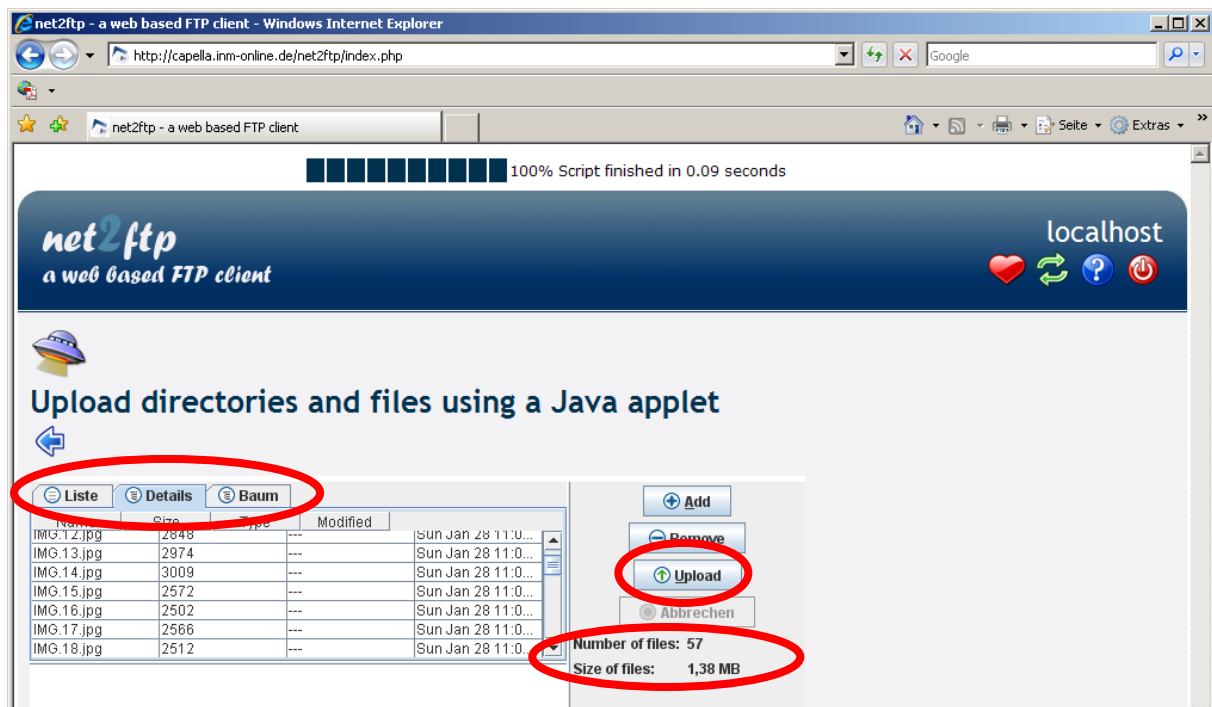 net2ftp - a web based FTP client - Windows Internet Explorer
http://capella.inm-online.de/net2ftp/index.php
Google
net2ftp - a web based FTP client
Seite
Extras
»
100% Script finished in 0.09 seconds
net2ftp
a web based FTP client
localhost
Upload directories and files using a Java applet
Liste Details Baum
Add
Name Size Type Modified
Remove
IMG.12.jpg 2848 --- Sun Jan 28 11:0...
IMG.13.jpg 2974 --- Sun Jan 28 11:0...
IMG.14.jpg 3009 --- Sun Jan 28 11:0...
Upload
IMG.15.jpg 2572 --- Sun Jan 28 11:0...
IMG.16.jpg 2502 --- Sun Jan 28 11:0...
Abbrechen
IMG.17.jpg 2566 --- Sun Jan 28 11:0...
IMG.18.jpg 2512 --- Sun Jan 28 11:0...
Number of files: 57
Size of files: 1,38 MB